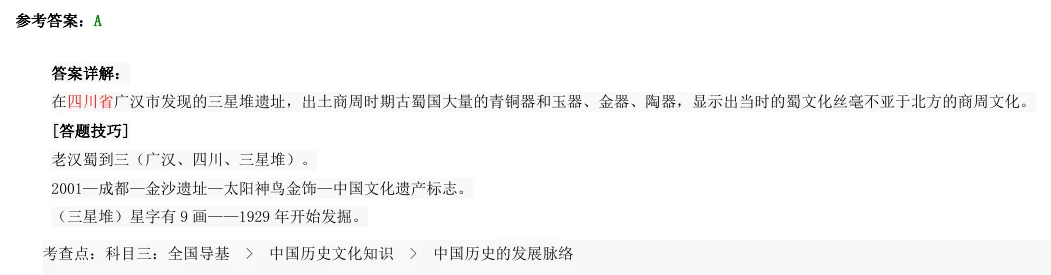 参考答案：A
答案详解：
在四川省广汉市发现的三星堆遗址，出土商周时期古蜀国大量的青铜器和玉器、金器、陶器，显示出当时的蜀文化丝毫不亚于北方的商周文化。
[答题技巧]
老汉蜀到三（广汉、四川、三星堆）。
2001—成都—金沙遗址—太阳神鸟金饰—中国文化遗产标志。
（三星堆）星字有 9 画——1929 年开始发掘。
考查点：科目三：全国导基 > 中国历史文化知识 > 中国历史的发展脉络